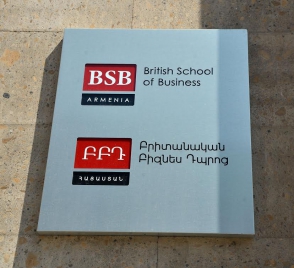 BSB
British School
of Business
ARMENIA
ԲԲԴ
Բրիտանական
Բիզնես Դպրոց
ՀԱՅԱՍՏԱՆ